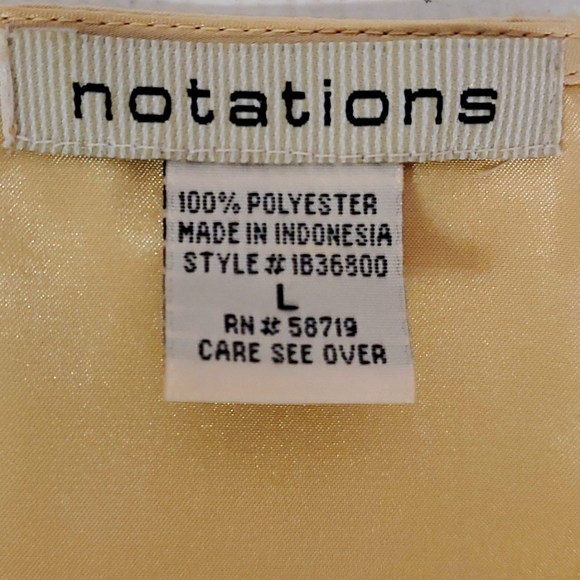 notations
100% POLYESTER
MADE IN INDONESIA
STYLE# 1B36800
L
RN# 58719
CARE SEE OVER